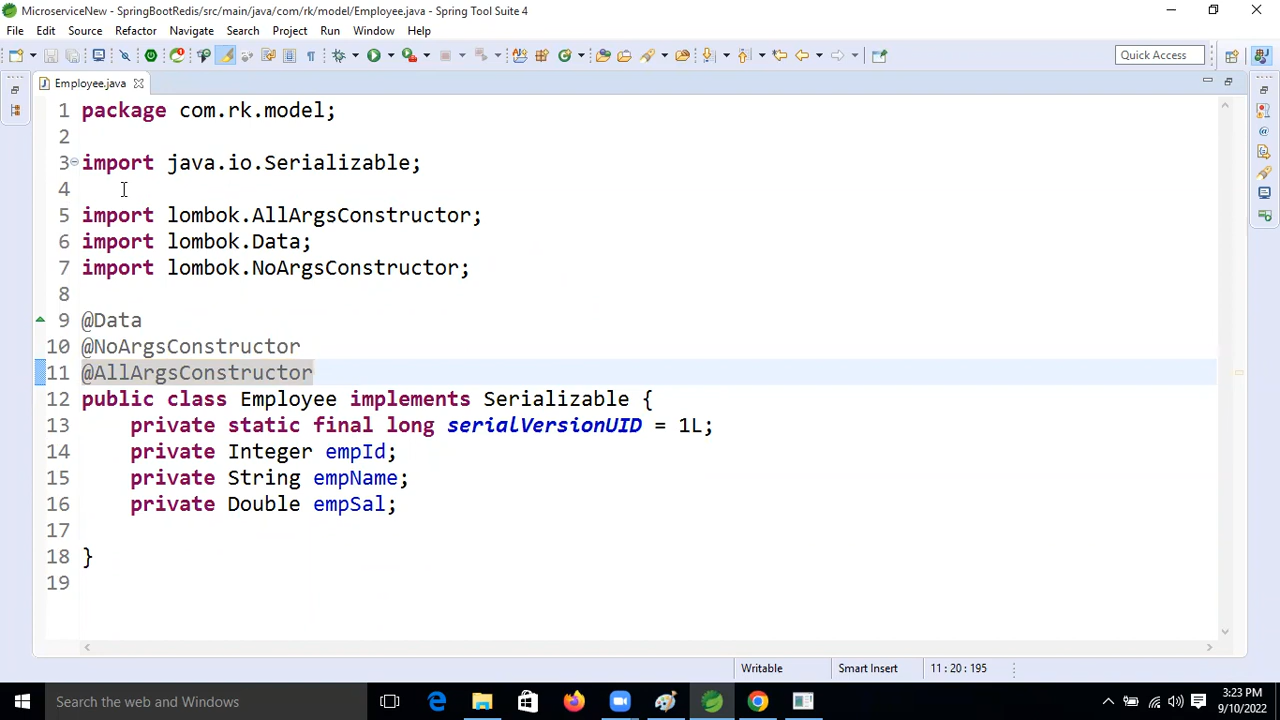 MicroserviceNew - SpringBootRedis/src/main/java/com/rk/model/Employee.java - Spring Tool Suite 4
File Edit Source Refactor Navigate Search Project Run Window Help
Quick Access
Employee.java
1 package com.rk.model;
2
3 import java.io.Serializable;
4
5 import lombok.AllArgsConstructor;
6 import lombok.Data;
7 import lombok.NoArgsConstructor;
8
9 @Data
10 @NoArgsConstructor
11 @AllArgsConstructor
12 public class Employee implements Serializable {
13 private static final long serialVersionUID = 1L;
14 private Integer empId;
15 private String empName;
16 private Double empSal;
17
18 }
19
Writable Smart Insert 11 : 20 : 195
Search the web and Windows
3:23 PM
9/10/2022